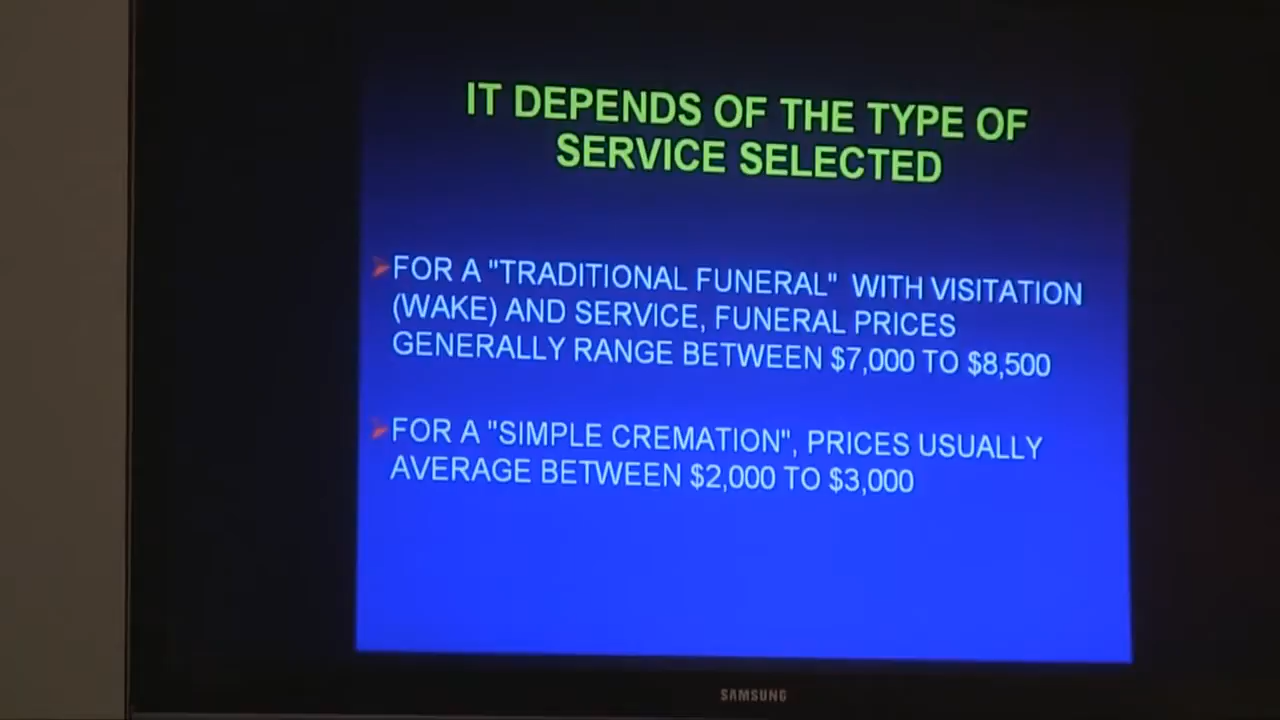 IT DEPENDS OF THE TYPE OF
SERVICE SELECTED
FOR A "TRADITIONAL FUNERAL" WITH VISITATION
(WAKE) AND SERVICE, FUNERAL PRICES
GENERALLY RANGE BETWEEN $7,000 TO $8,500
FOR A "SIMPLE CREMATION", PRICES USUALLY
AVERAGE BETWEEN $2,000 TO $3,000
SAMSUNG